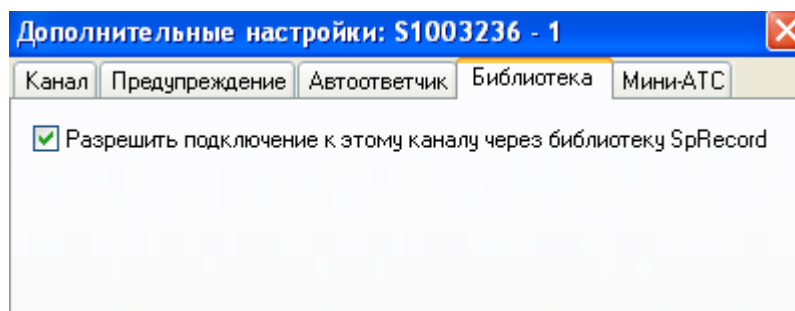 Дополнительные настройки: S1003236 - 1
Канал Предупреждение Автоответчик Библиотека Мини-АТС
Разрешить подключение к этому каналу через библиотеку SpRecord